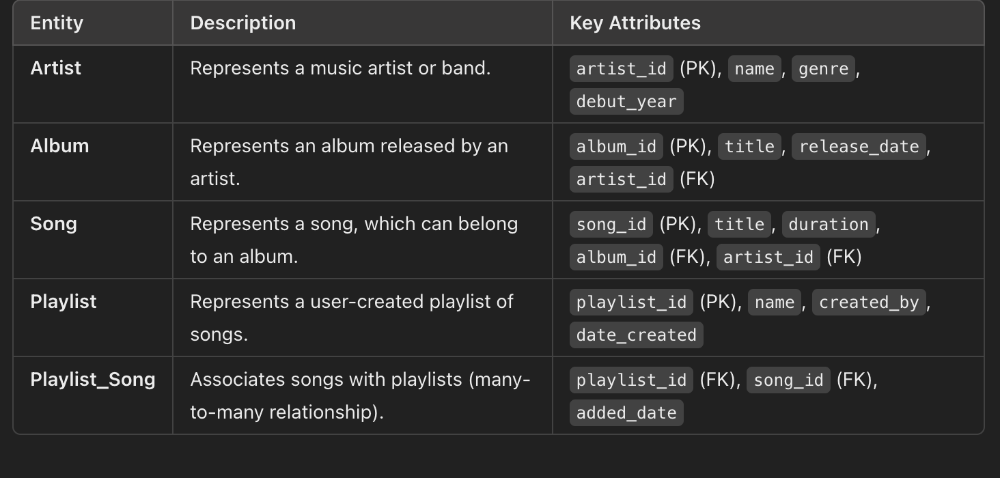 Entity Description Key Attributes
Artist Represents a music artist or band. artist_id (PK), name, genre,
debut_year
Album Represents an album released by an album_id (PK), title, release_date,
artist. artist_id (FK)
Song Represents a song, which can belong song_id (PK), title, duration,
to an album. album_id (FK), artist_id (FK)
Playlist Represents a user-created playlist of playlist_id (PK), name, created_by,
songs. date_created
Playlist_Song Associates songs with playlists (many- playlist_id (FK), song_id (FK),
to-many relationship). added_date